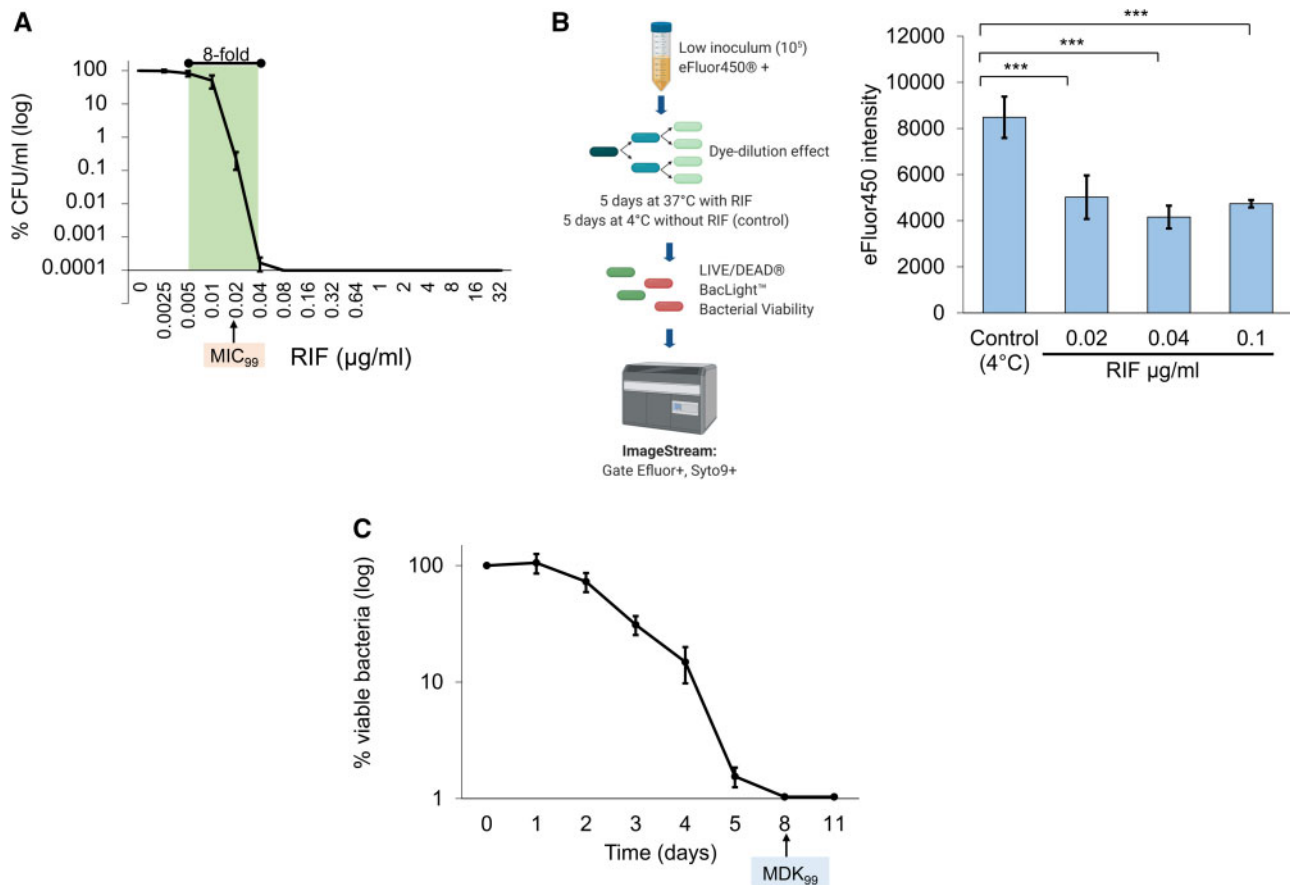 A
8-fold
% CFU/ml (log)
100
10
1
0.1
0.01
0.001
0.0001
0 0.0025 0.005 0.01 0.02 0.04 0.08 0.16 0.32 0.64 1 2 4 8 16 32
MIC99
RIF (µg/ml)
B
Low inoculum (10⁵)
eFluor450® +
Dye-dilution effect
5 days at 37°C with RIF
5 days at 4°C without RIF (control)
LIVE/DEAD®
BacLight™
Bacterial Viability
ImageStream:
Gate Efluor+, Syto9+
eFluor450 intensity
12000
10000
8000
6000
4000
2000
0
***
***
***
Control
(4°C)
0.02 0.04 0.1
RIF µg/ml
C
% viable bacteria (log)
100
10
1
0 1 2 3 4 5 8 11
Time (days)
MDK99